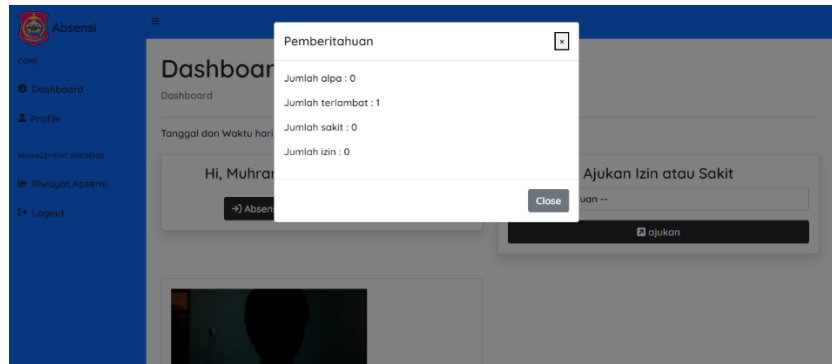 Absensi
CORE
Dashboard
Profile
MANAGEMENT PRESENSI
Riwayat Absensi
Logout
Pemberitahuan
×
Jumlah alpa : 0
Jumlah terlambat : 1
Jumlah sakit : 0
Jumlah izin : 0
Close
Dashboar
Dashboard
Tanggal dan Waktu hari
Hi, Muhra
Absen
Ajukan Izin atau Sakit
uan --
ajukan